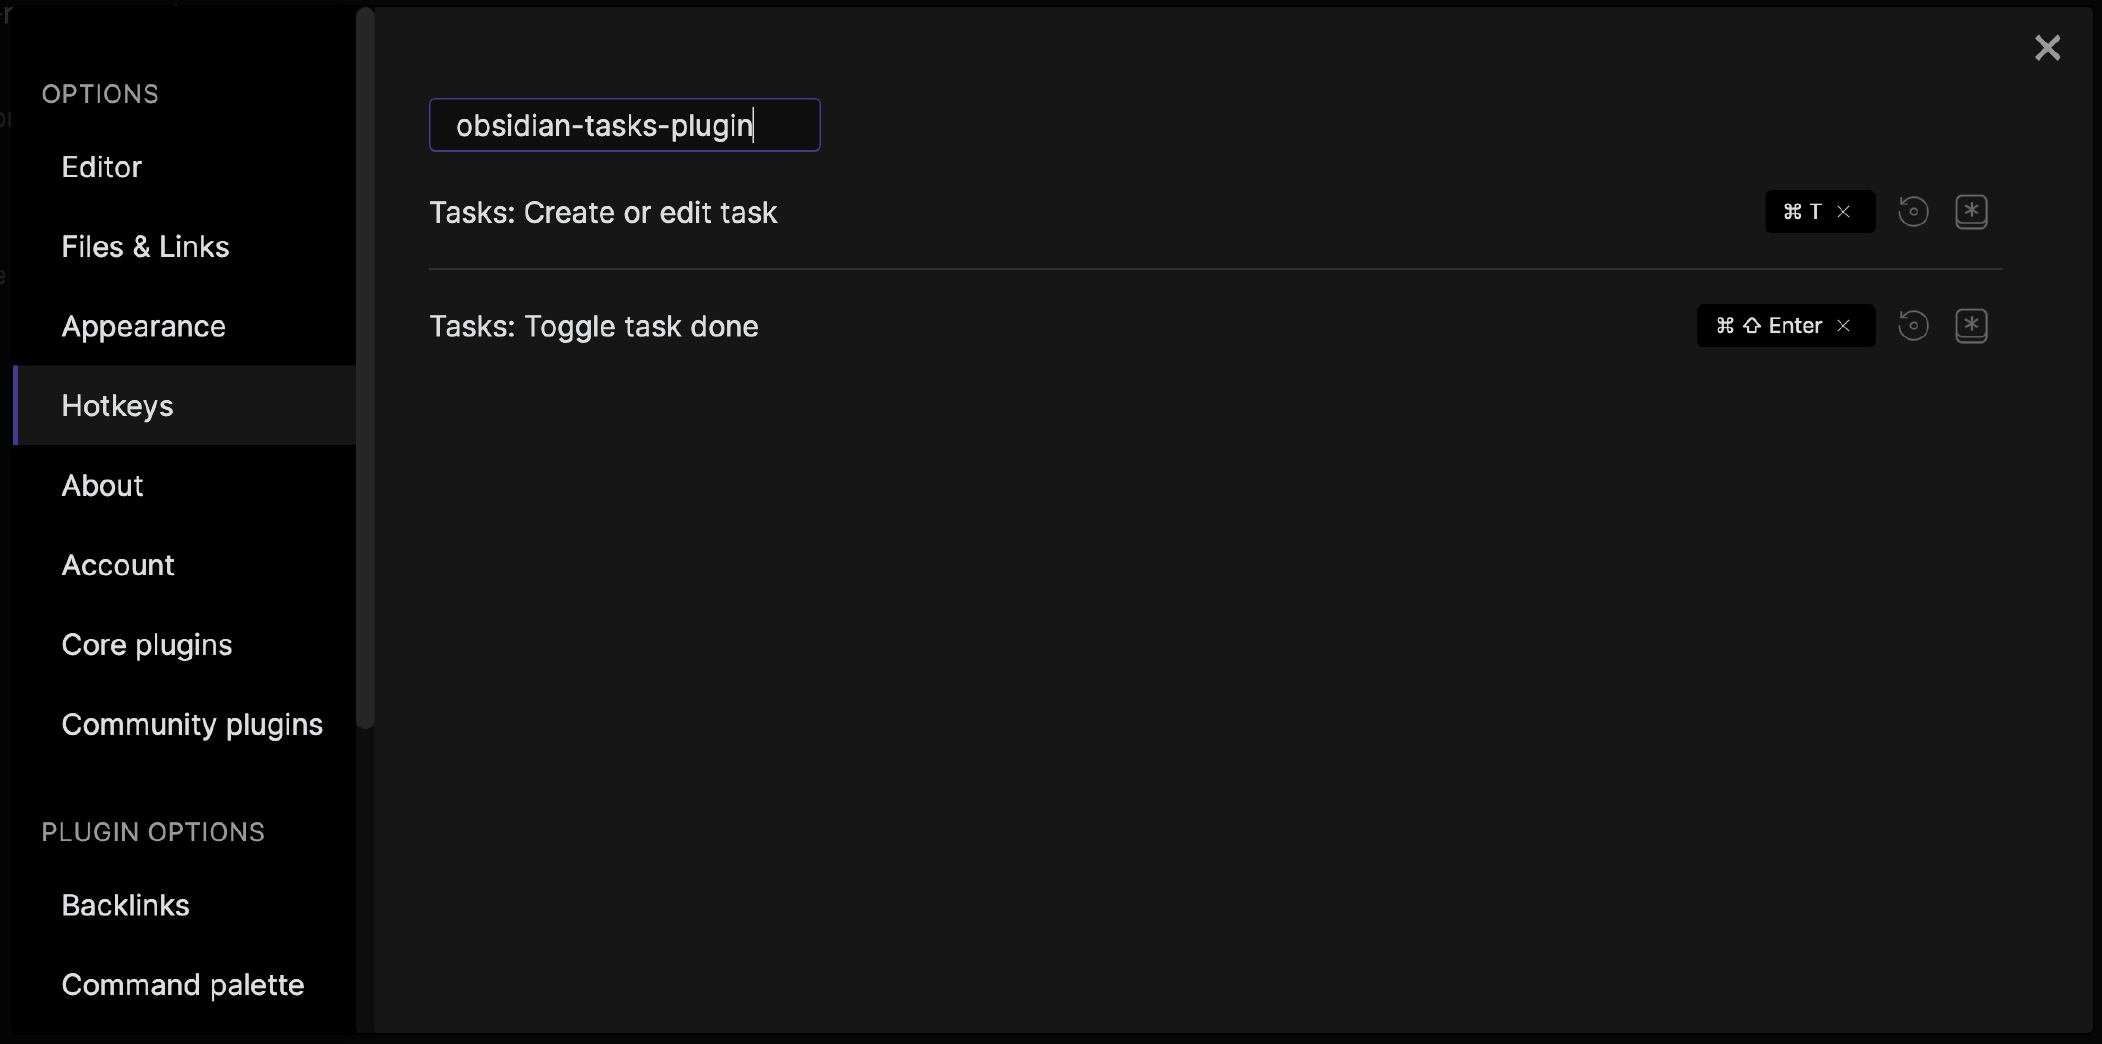 OPTIONS
Editor
Files & Links
Appearance
Hotkeys
About
Account
Core plugins
Community plugins
PLUGIN OPTIONS
Backlinks
Command palette
obsidian-tasks-plugin
Tasks: Create or edit task
⌘ T ×
Tasks: Toggle task done
⌘ ⇧ Enter ×